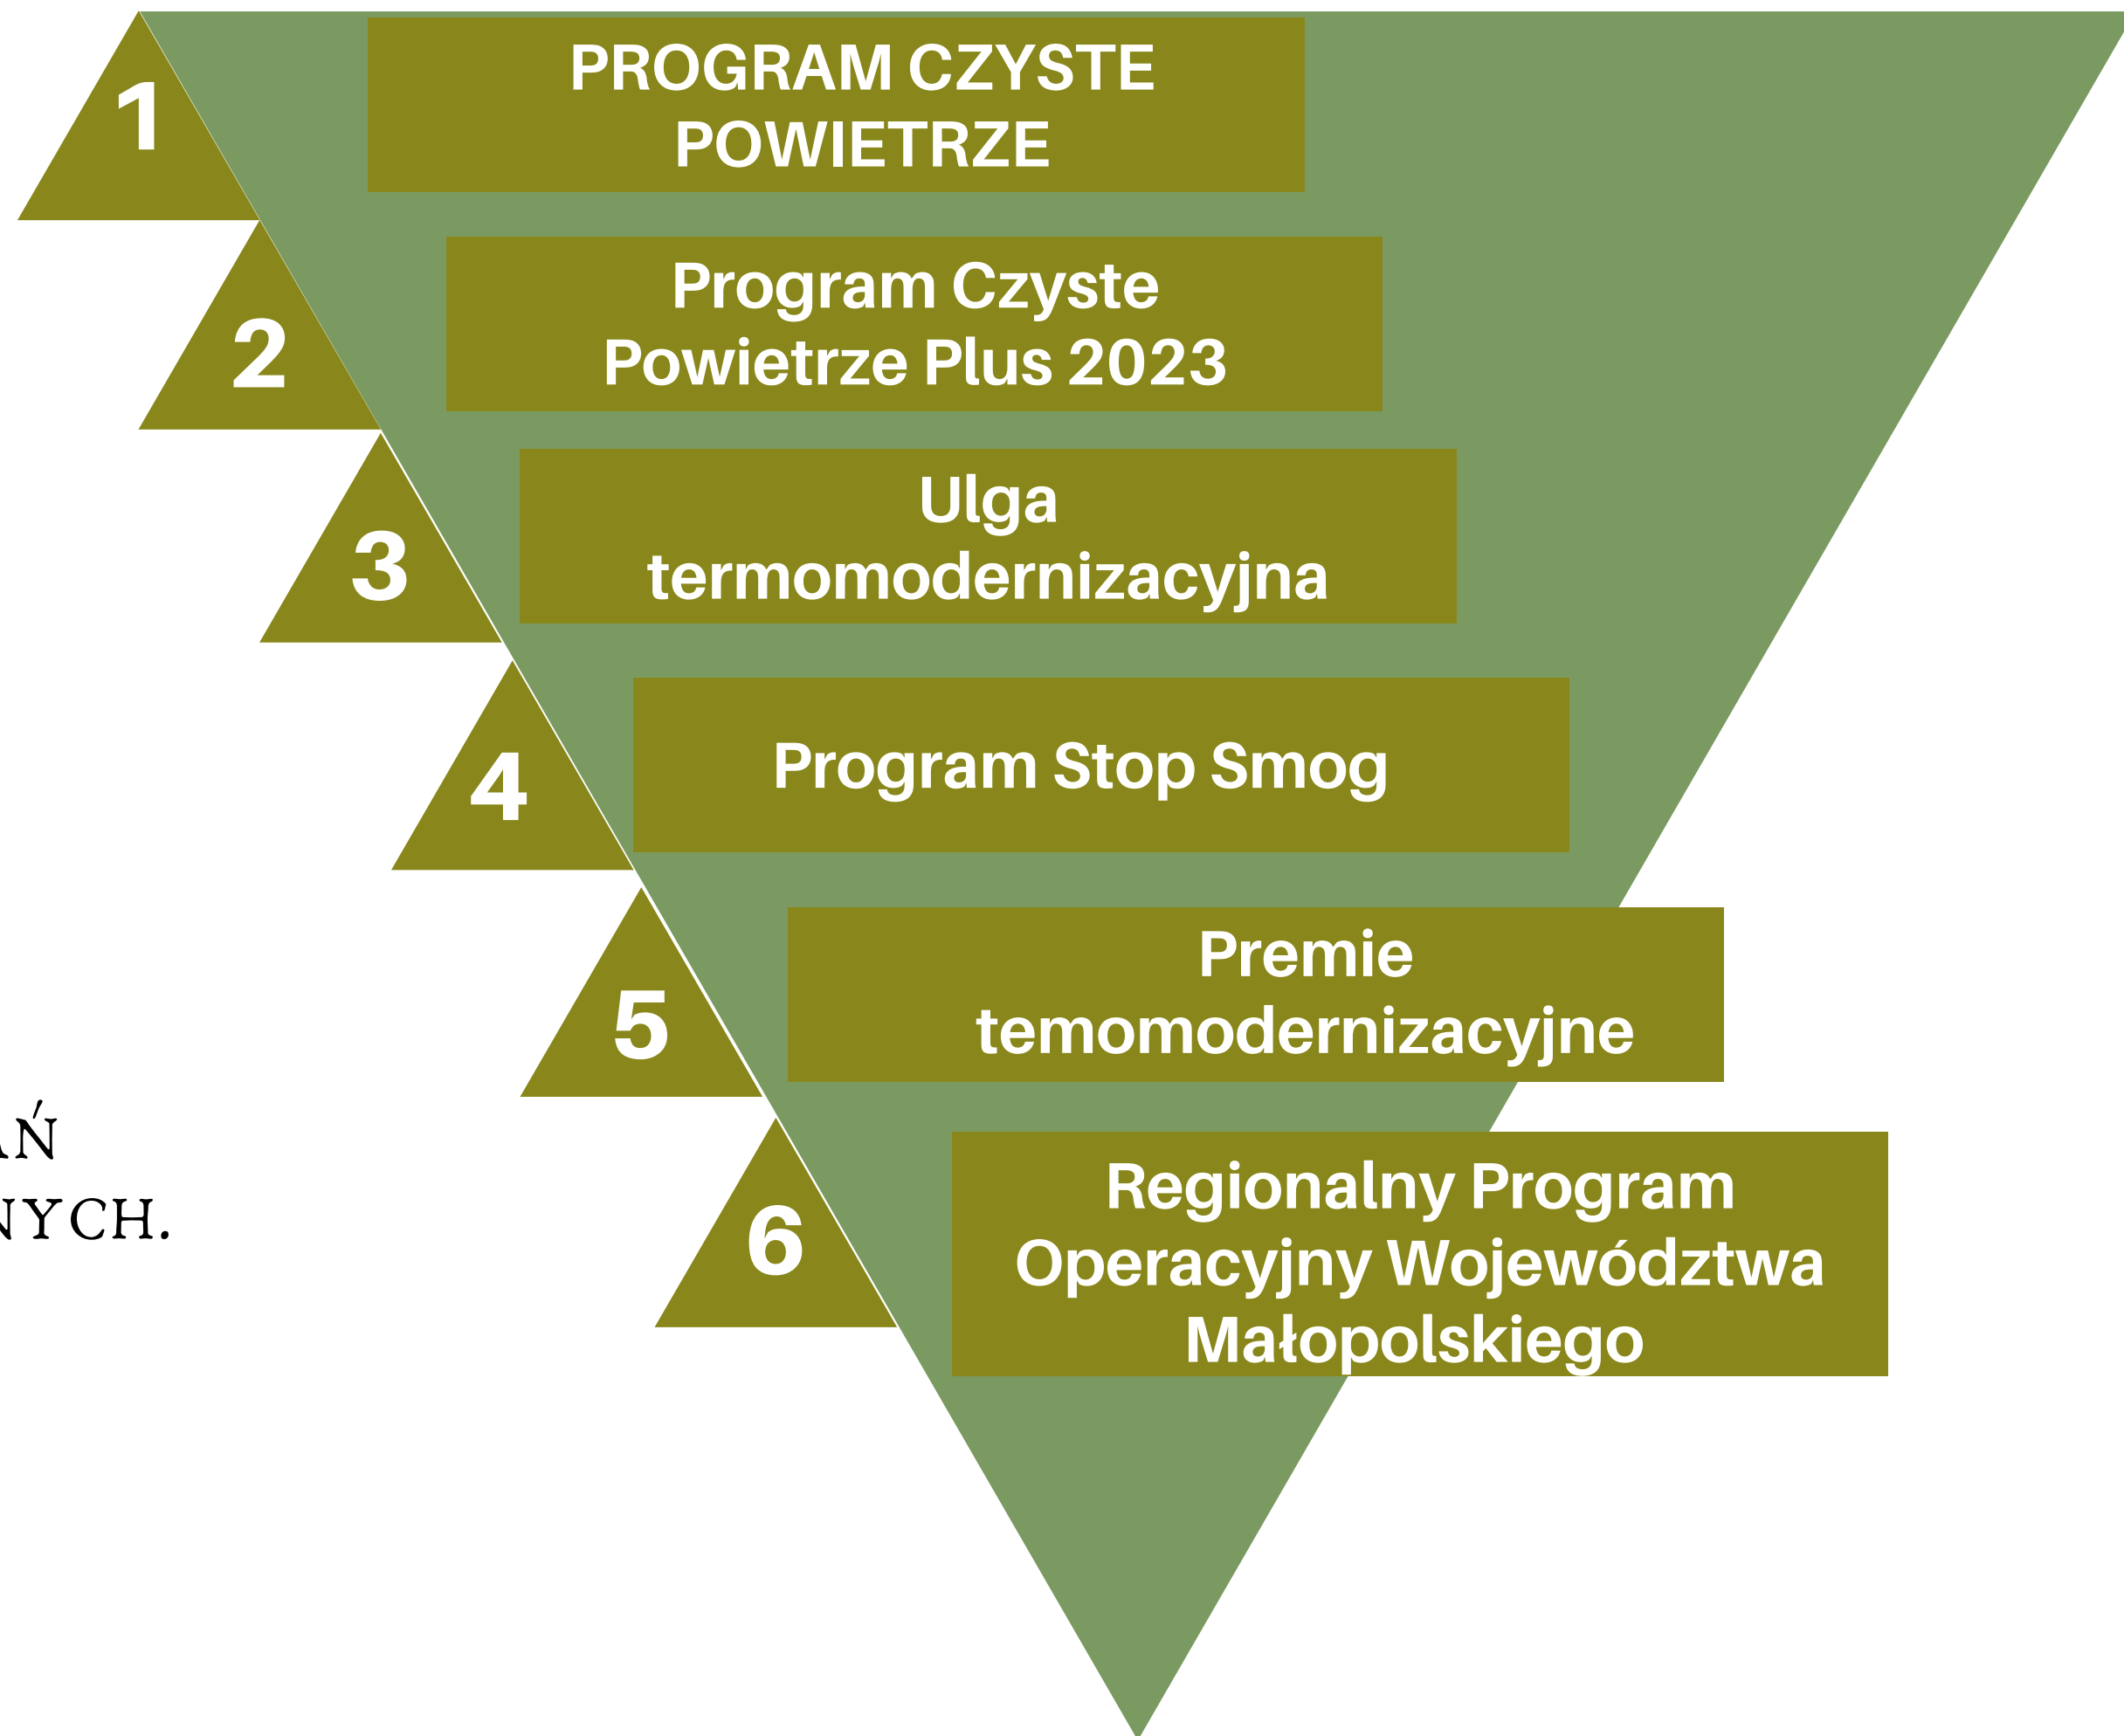 1
PROGRAM CZYSTE
POWIETRZE
2
Program Czyste
Powietrze Plus 2023
3
Ulga
termomodernizacyjna
4
Program Stop Smog
5
Premie
temomodernizacyjne
6
Regionalny Program
Operacyjny Województwa
Małopolskiego